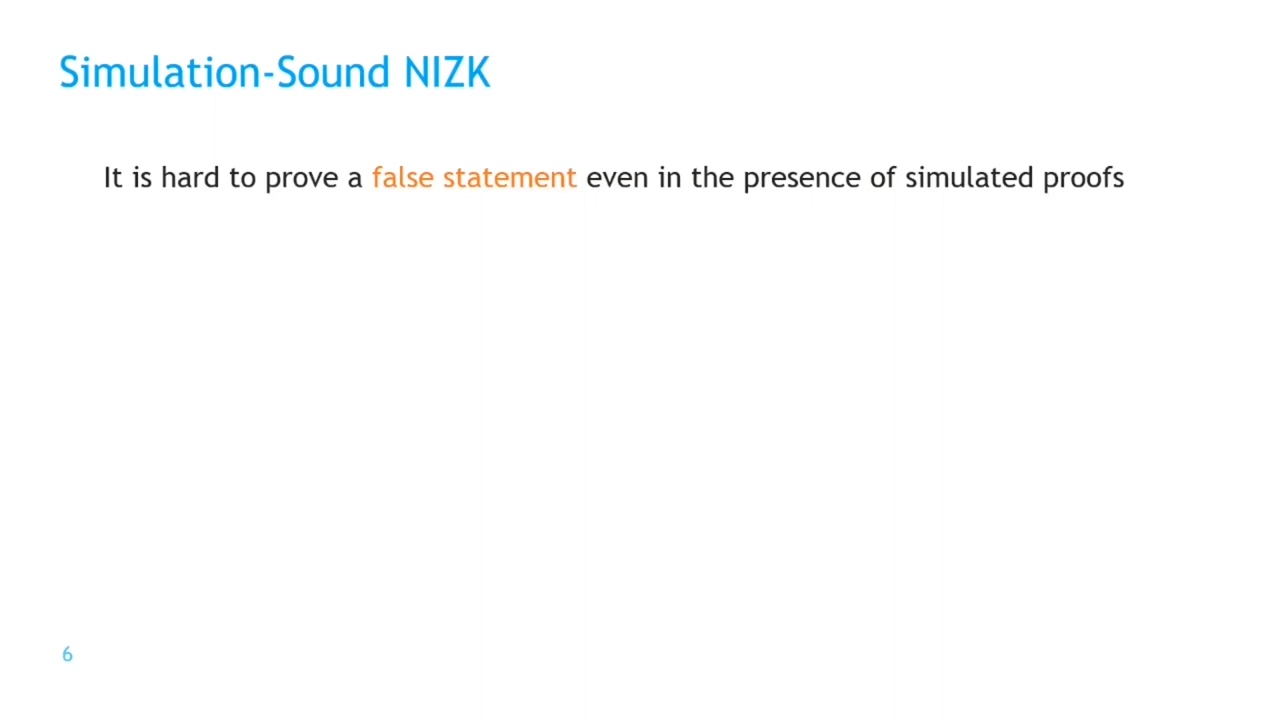 Simulation-Sound NIZK
It is hard to prove a false statement even in the presence of simulated proofs
6